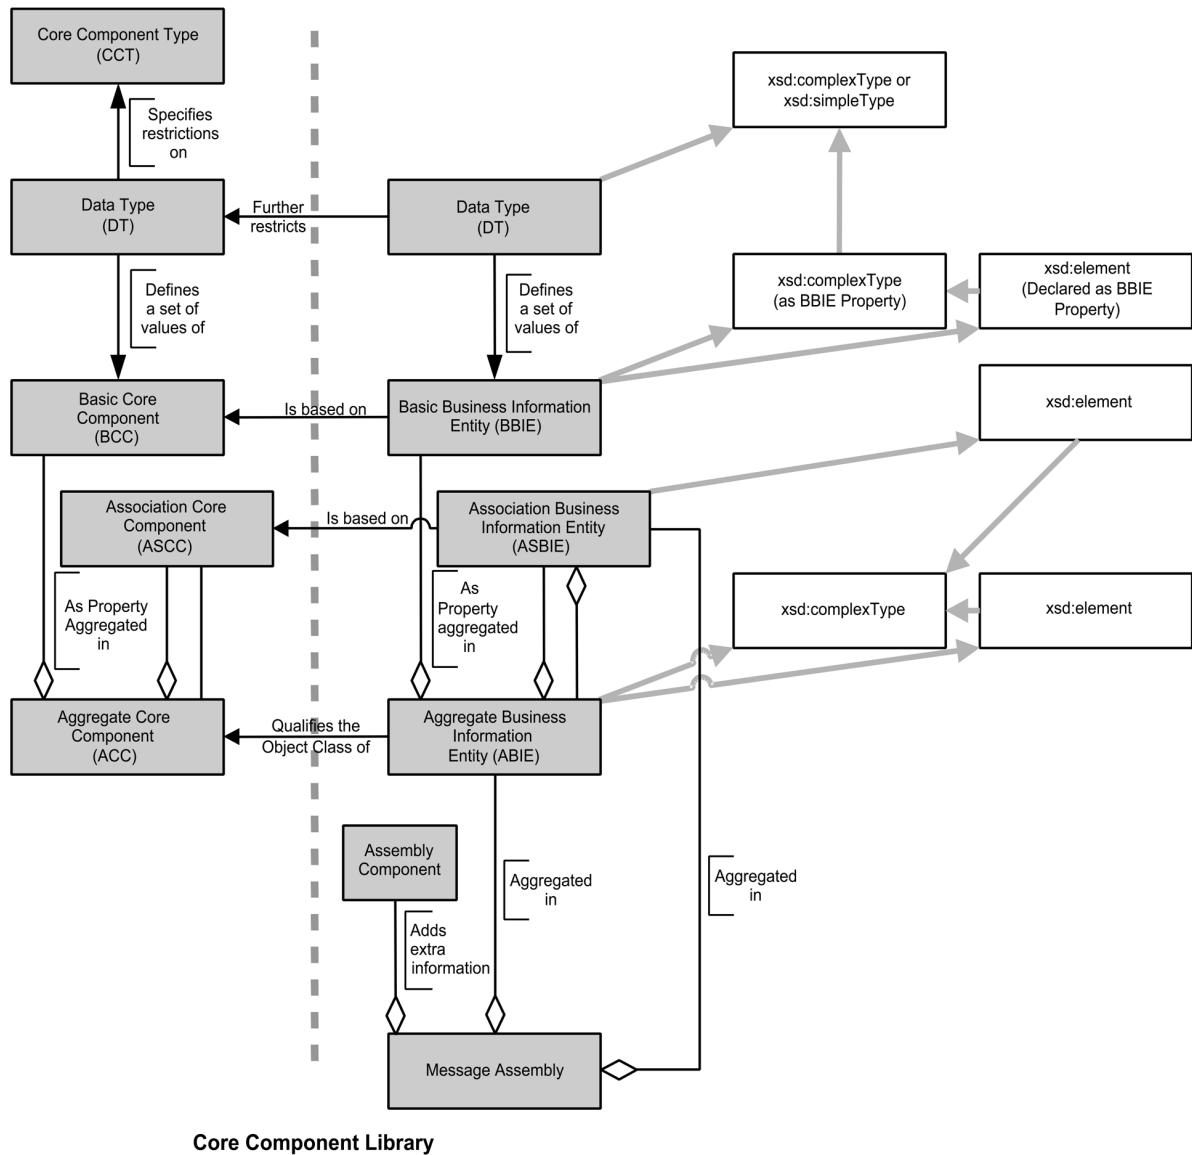 Core Component Type
(CCT)
Specifies
restrictions
on
Data Type
(DT)
Further
restricts
Data Type
(DT)
xsd:complexType or
xsd:simpleType
Defines
a set of
values of
Defines
a set of
values of
xsd:complexType
(as BBIE Property)
xsd:element
(Declared as BBIE
Property)
Basic Core
Component
(BCC)
Is based on
Basic Business Information
Entity (BBIE)
xsd:element
Association Core
Component
(ASCC)
Is based on
Association Business
Information Entity
(ASBIE)
As Property
Aggregated
in
As
Property
aggregated
in
xsd:complexType
xsd:element
Aggregate Core
Component
(ACC)
Qualifies the
Object Class of
Aggregate Business
Information
Entity (ABIE)
Assembly
Component
Aggregated
in
Aggregated
in
Adds
extra
information
Message Assembly
Core Component Library